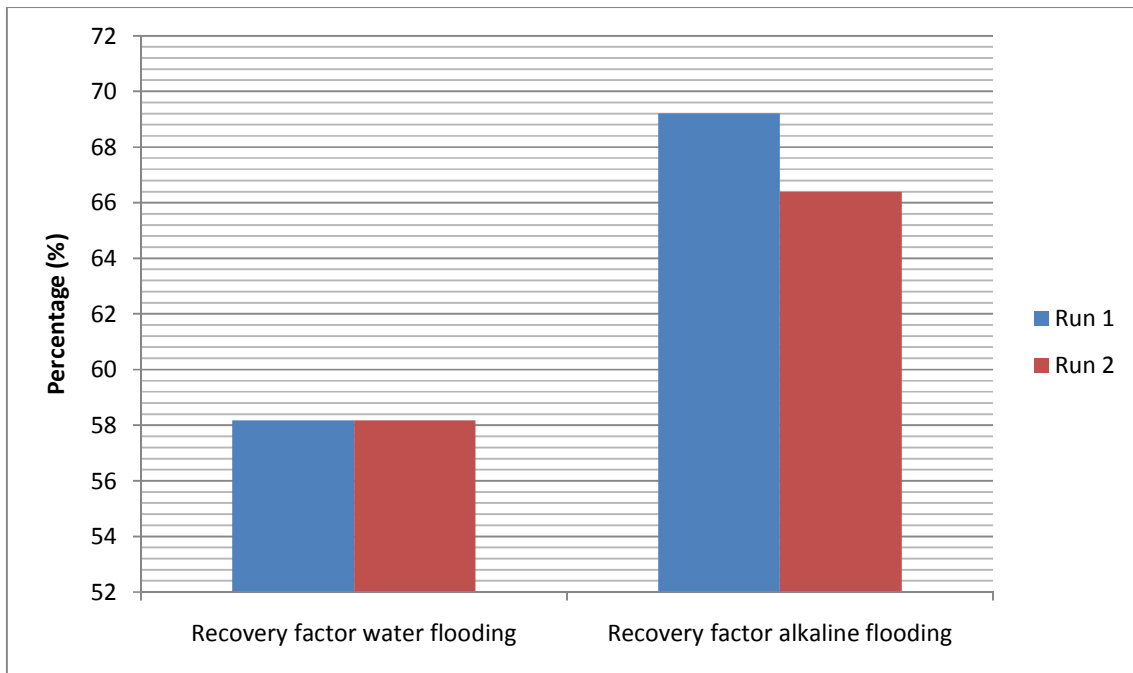 72
70
68
66
64
62
60
58
56
54
52
Percentage (%)
Recovery factor water flooding
Recovery factor alkaline flooding
Run 1
Run 2